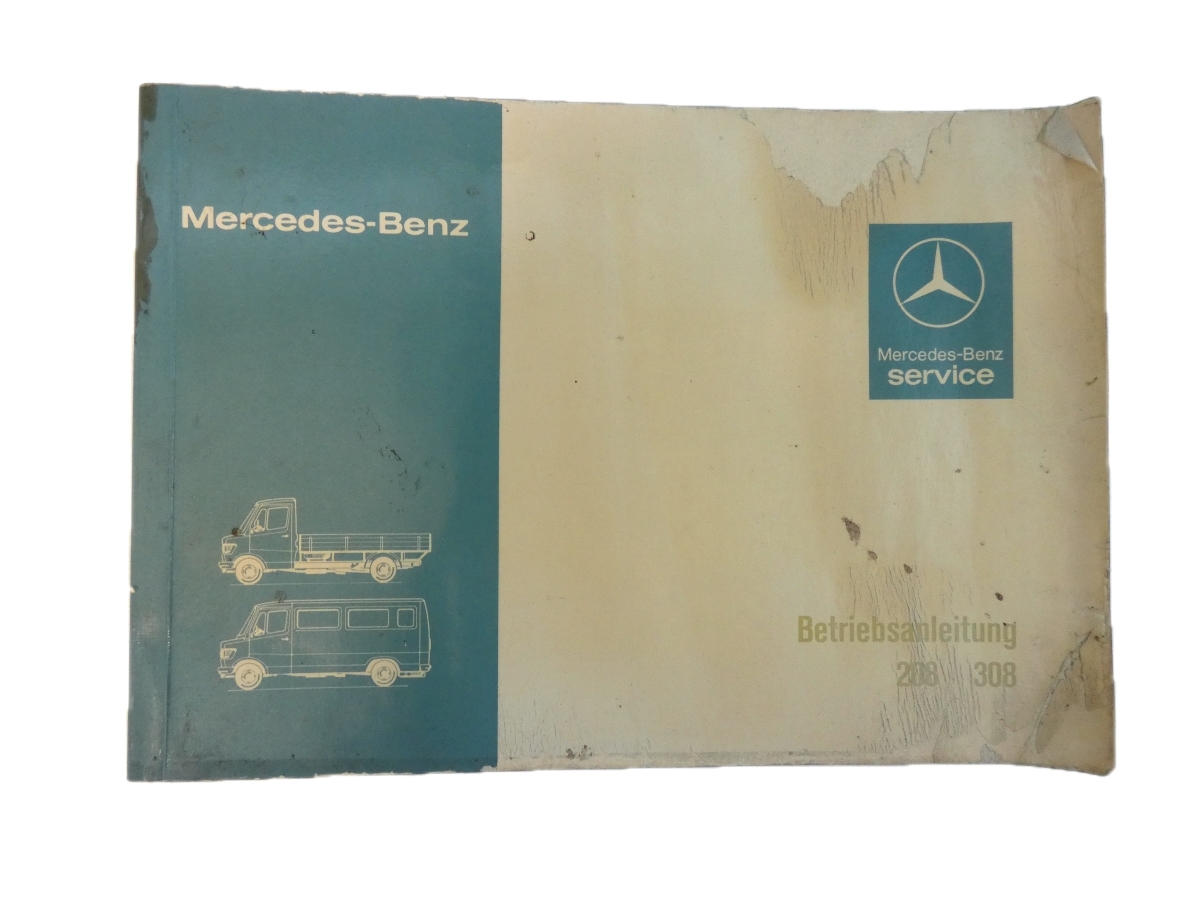 Mercedes-Benz
Mercedes-Benz
service
Betriebsanleitung
208 308